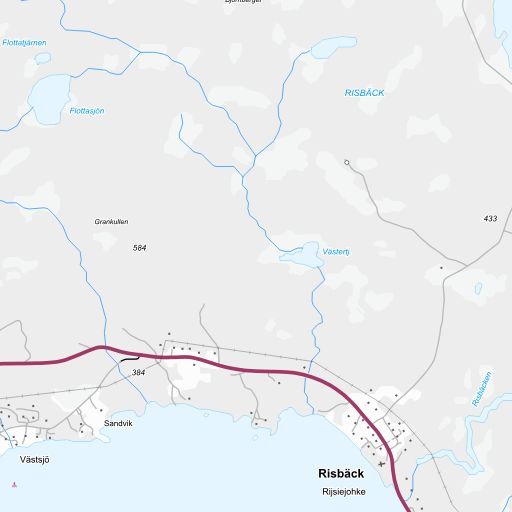 Flottatjärnen
RISBÄCK
Flottasjön
Grankullen
433
584
Västertj
384
Risbäcken
Sandvik
Västsjö
Risbäck
Rijsiejohke